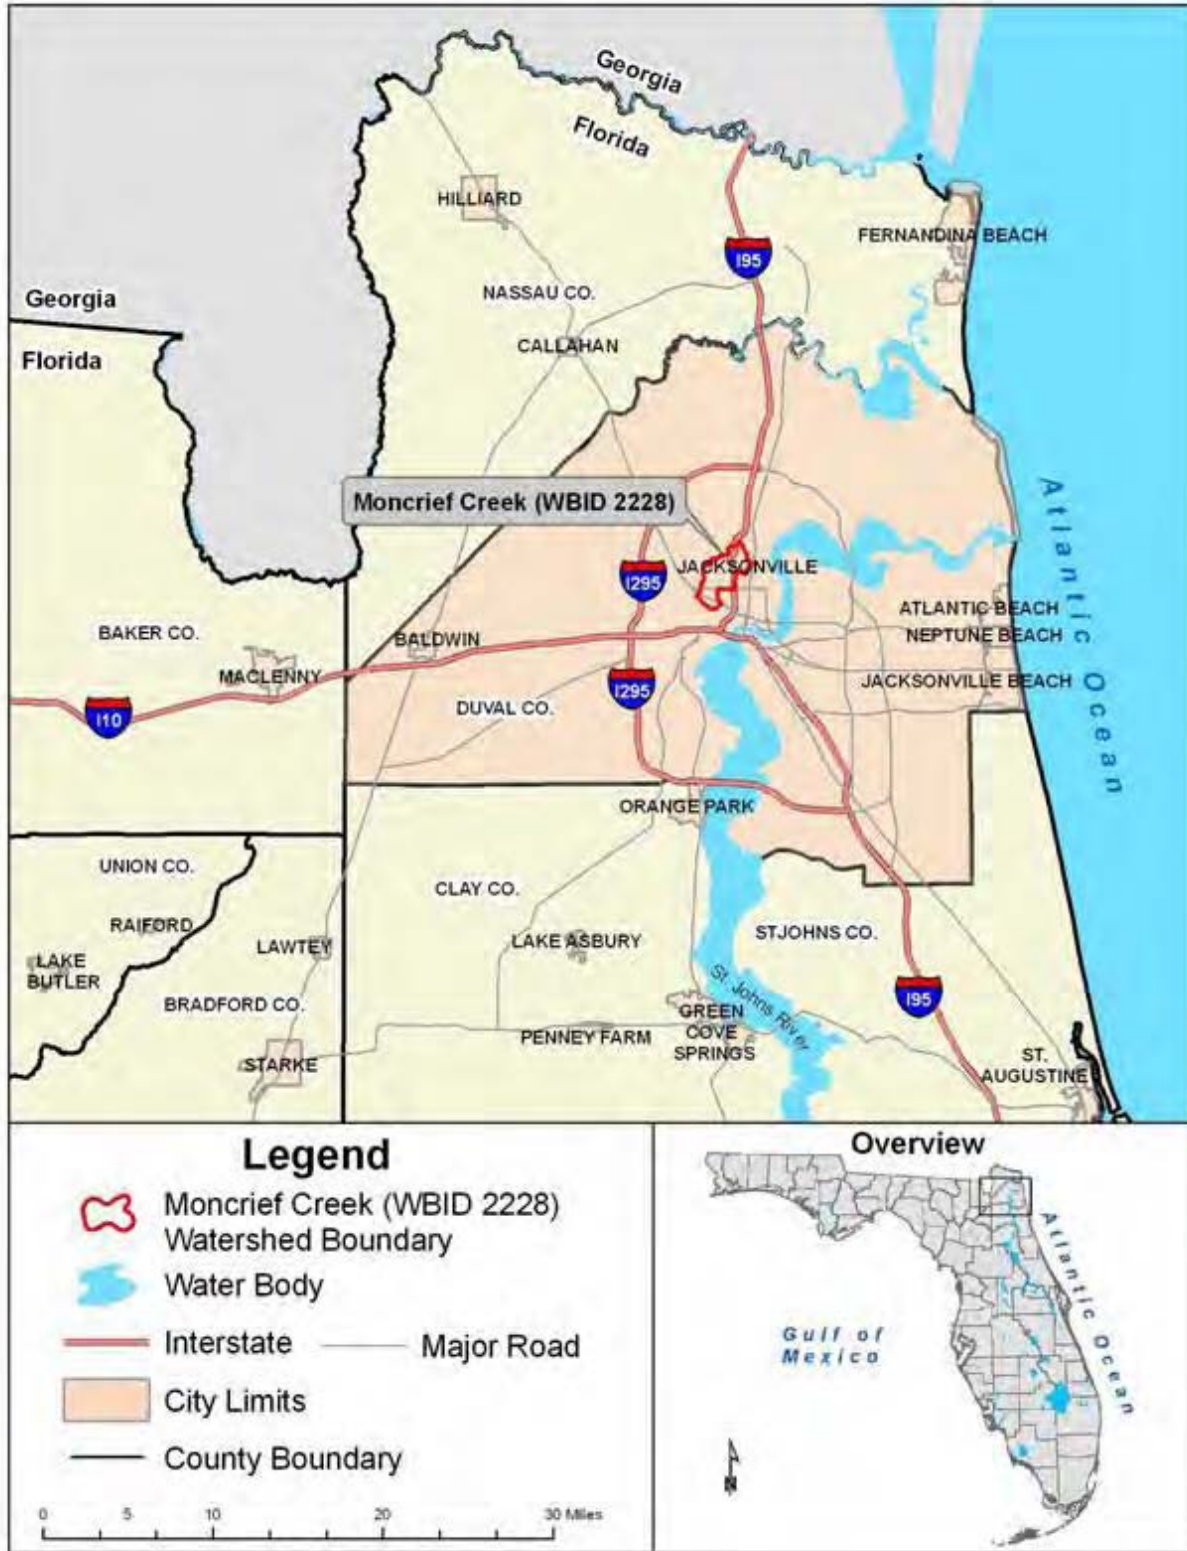 Georgia
Florida
HILLIARD
FERNANDINA BEACH
I95
NASSAU CO.
Georgia
CALLAHAN
Florida
Moncrief Creek (WBID 2228)
Atlantic Ocean
JACKSONVILLE
I295
ATLANTIC BEACH
BAKER CO.
BALDWIN
NEPTUNE BEACH
MACLENNY
JACKSONVILLE BEACH
I295
DUVAL CO.
I10
ORANGE PARK
UNION CO.
CLAY CO.
RAIFORD
STJOHNS CO.
LAWTEY
LAKE ASBURY
LAKE
BUTLER
St. Johns River
I95
BRADFORD CO.
GREEN
COVE
SPRINGS
PENNEY FARM
STARKE
ST.
AUGUSTINE
Legend
Moncrief Creek (WBID 2228)
Watershed Boundary
Water Body
Interstate
Major Road
City Limits
County Boundary
0 5 10 20 30 Miles
Overview
Atlantic Ocean
Gulf of
Mexico
N